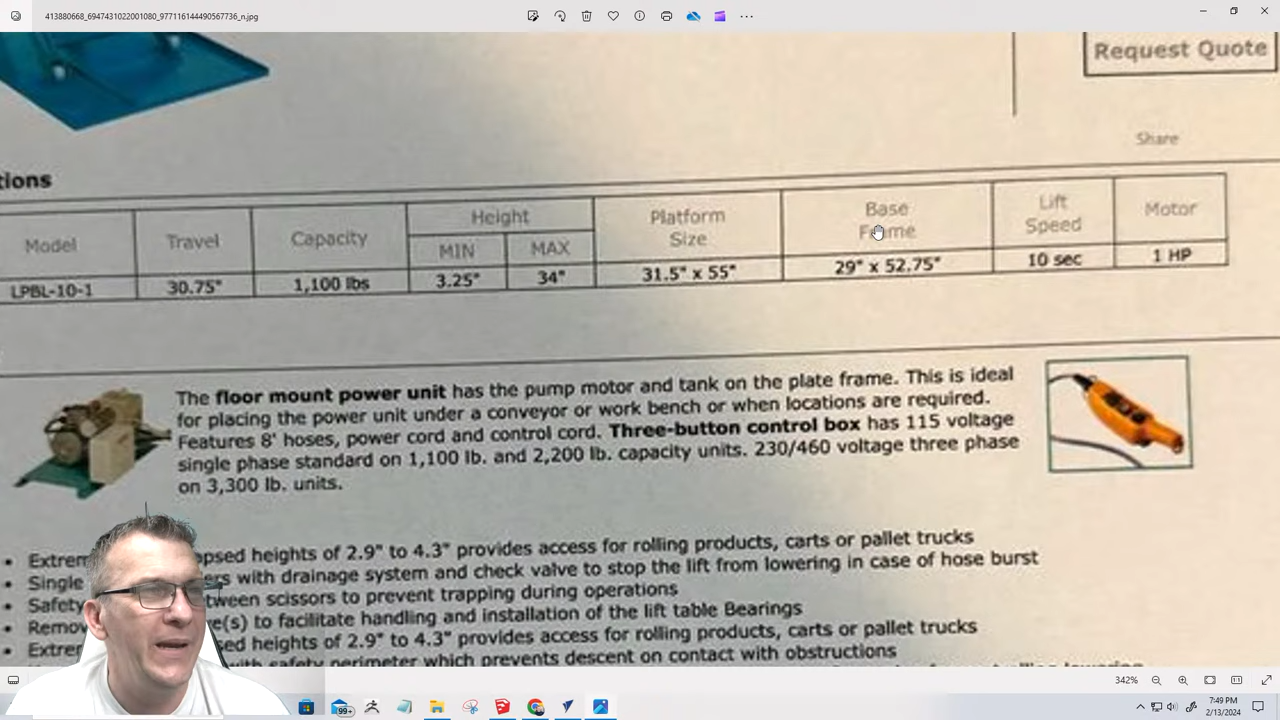 413880668_6947431022001080_977116144490567736_n.jpg
Request Quote
Share
tions
Model Travel Capacity Height MIN MAX Platform Size Base Frame Lift Speed Motor
LPBL-10-1 30.75" 1,100 lbs 3.25" 34" 31.5" x 55" 29" x 52.75" 10 sec 1 HP
The floor mount power unit has the pump motor and tank on the plate frame. This is ideal
for placing the power unit under a conveyor or work bench or when locations are required.
Features 8' hoses, power cord and control cord. Three-button control box has 115 voltage
single phase standard on 1,100 lb. and 2,200 lb. capacity units. 230/460 voltage three phase
on 3,300 lb. units.
• Extrem apsed heights of 2.9" to 4.3" provides access for rolling products, carts or pallet trucks
• Single ers with drainage system and check valve to stop the lift from lowering in case of hose burst
• Safety tween scissors to prevent trapping during operations
• Remov ve(s) to facilitate handling and installation of the lift table Bearings
• Extrem sed heights of 2.9" to 4.3" provides access for rolling products, carts or pallet trucks
with safety perimeter which prevents descent on contact with obstructions
342%
99+
7:49 PM
2/13/2024